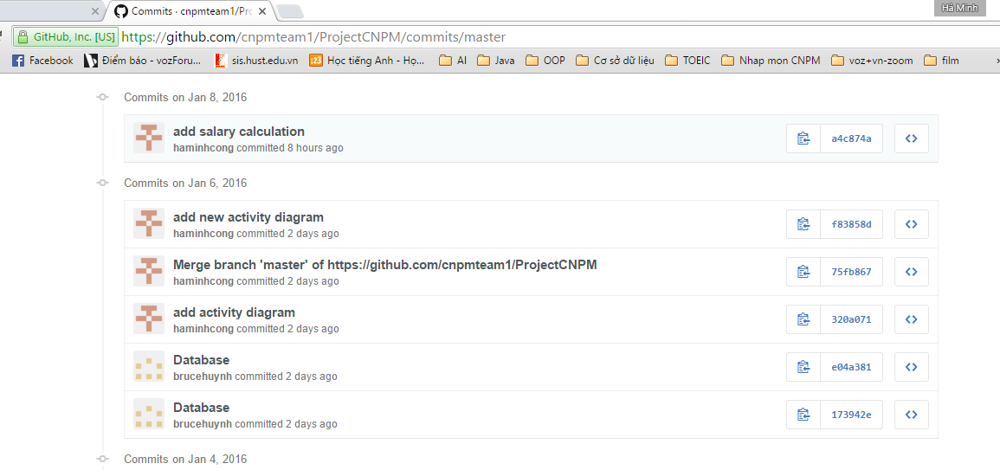 Hà Minh
Commits · cnpmteam1/Pro
GitHub, Inc. [US] https://github.com/cnpmteam1/ProjectCNPM/commits/master
Facebook Điểm báo - vozForu... sis.hust.edu.vn Học tiếng Anh - Họ... AI Java OOP Cơ sở dữ liệu TOEIC Nhap mon CNPM voz+vn-zoom film
Commits on Jan 8, 2016
add salary calculation
haminhcong committed 8 hours ago
a4c874a
Commits on Jan 6, 2016
add new activity diagram
haminhcong committed 2 days ago
f83858d
Merge branch 'master' of https://github.com/cnpmteam1/ProjectCNPM
haminhcong committed 2 days ago
75fb867
add activity diagram
haminhcong committed 2 days ago
320a071
Database
brucehuynh committed 2 days ago
e04a381
Database
brucehuynh committed 2 days ago
173942e
Commits on Jan 4, 2016